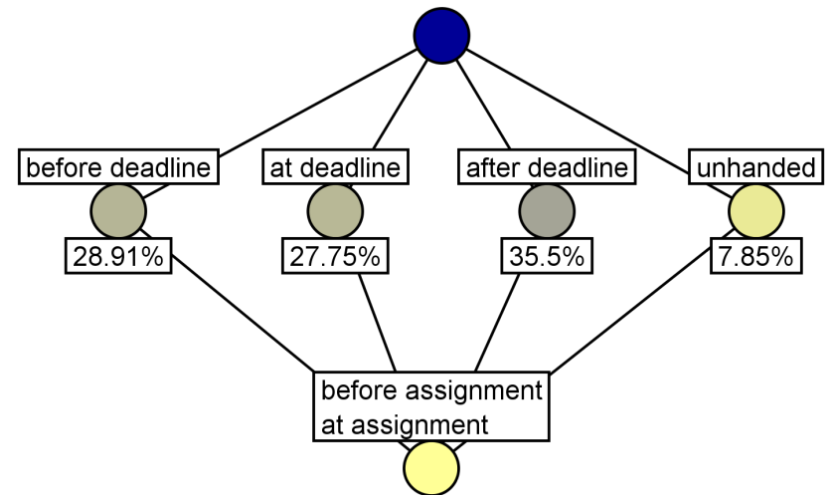 before deadline
at deadline
after deadline
unhanded
28.91%
27.75%
35.5%
7.85%
before assignment
at assignment